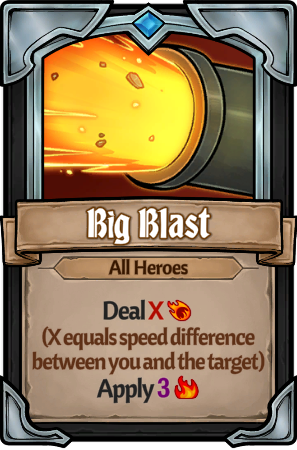 Big Blast
All Heroes
Deal X
(X equals speed difference
between you and the target)
Apply 3